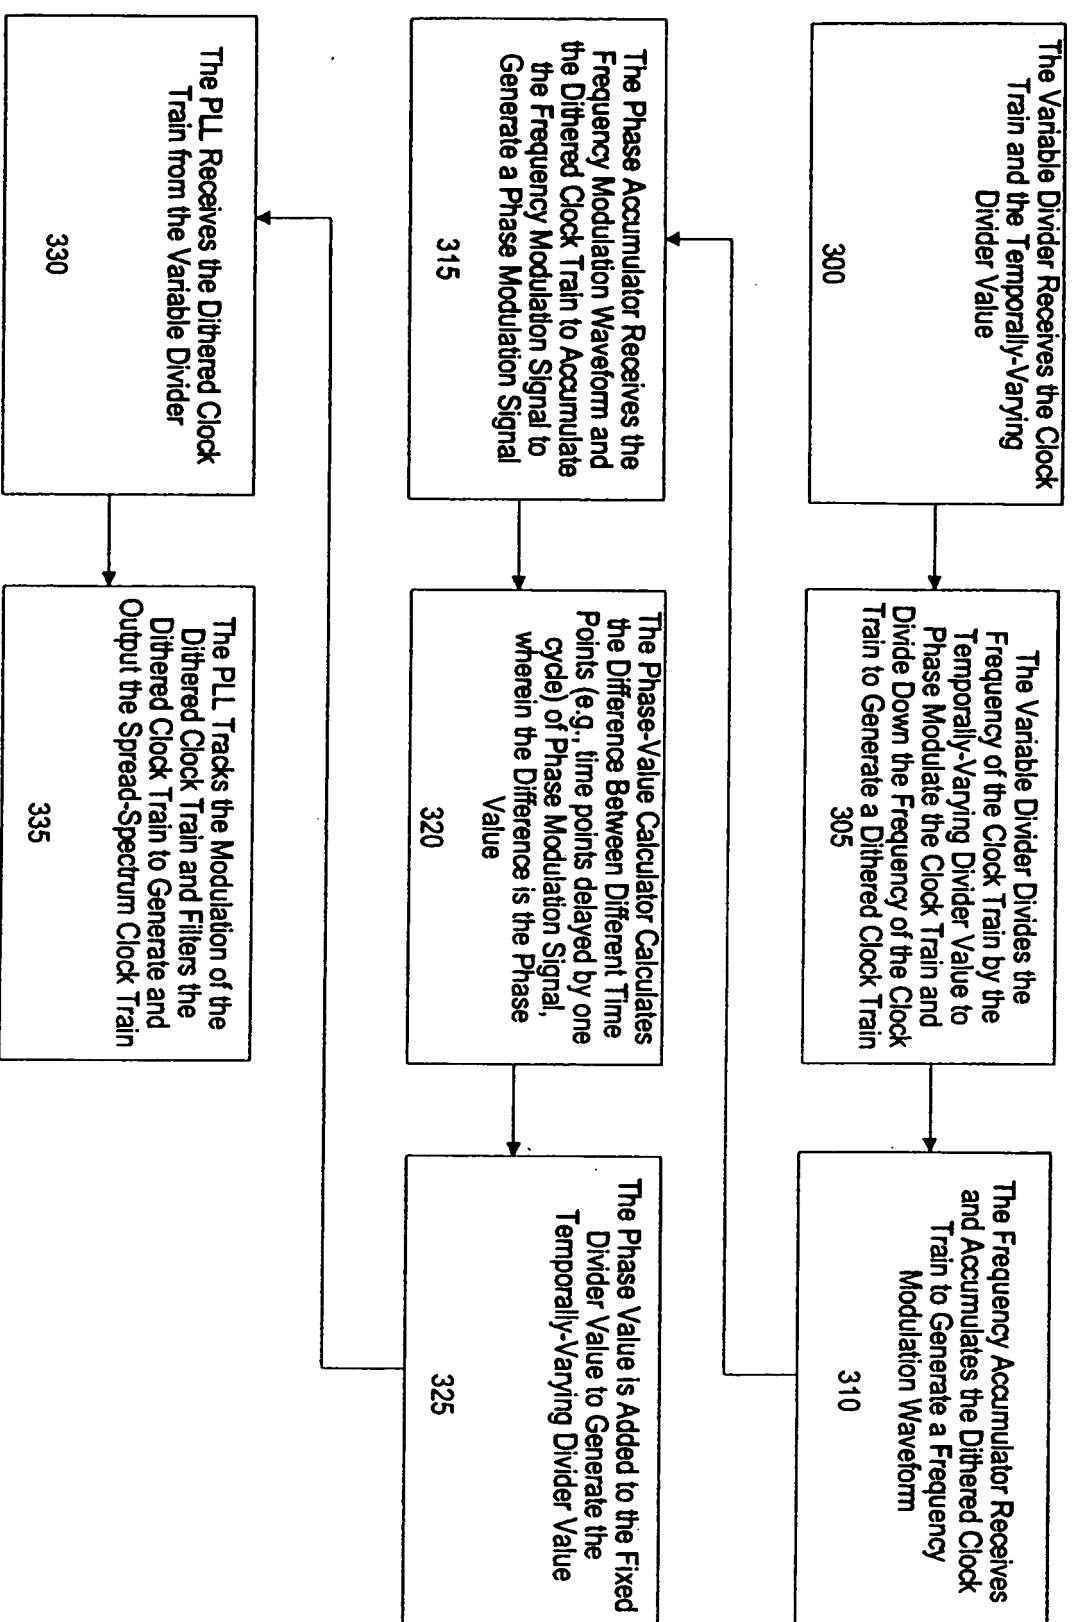 The Variable Divider Receives the Clock
Train and the Temporally-Varying
Divider Value
300
The Variable Divider Divides the
Frequency of the Clock Train by the
Temporally-Varying Divider Value to
Phase Modulate the Clock Train and
Divide Down the Frequency of the Clock
Train to Generate a Dithered Clock Train
305
The Frequency Accumulator Receives
and Accumulates the Dithered Clock
Train to Generate a Frequency
Modulation Waveform
310
The Phase Accumulator Receives the
Frequency Modulation Waveform and
the Dithered Clock Train to Accumulate
the Frequency Modulation Signal to
Generate a Phase Modulation Signal
315
The Phase-Value Calculator Calculates
the Difference Between Different Time
Points (e.g., time points delayed by one
cycle) of Phase Modulation Signal,
wherein the Difference is the Phase
Value
320
The Phase Value is Added to the Fixed
Divider Value to Generate the
Temporally-Varying Divider Value
325
The PLL Receives the Dithered Clock
Train from the Variable Divider
330
The PLL Tracks the Modulation of the
Dithered Clock Train and Filters the
Dithered Clock Train to Generate and
Output the Spread-Spectrum Clock Train
335